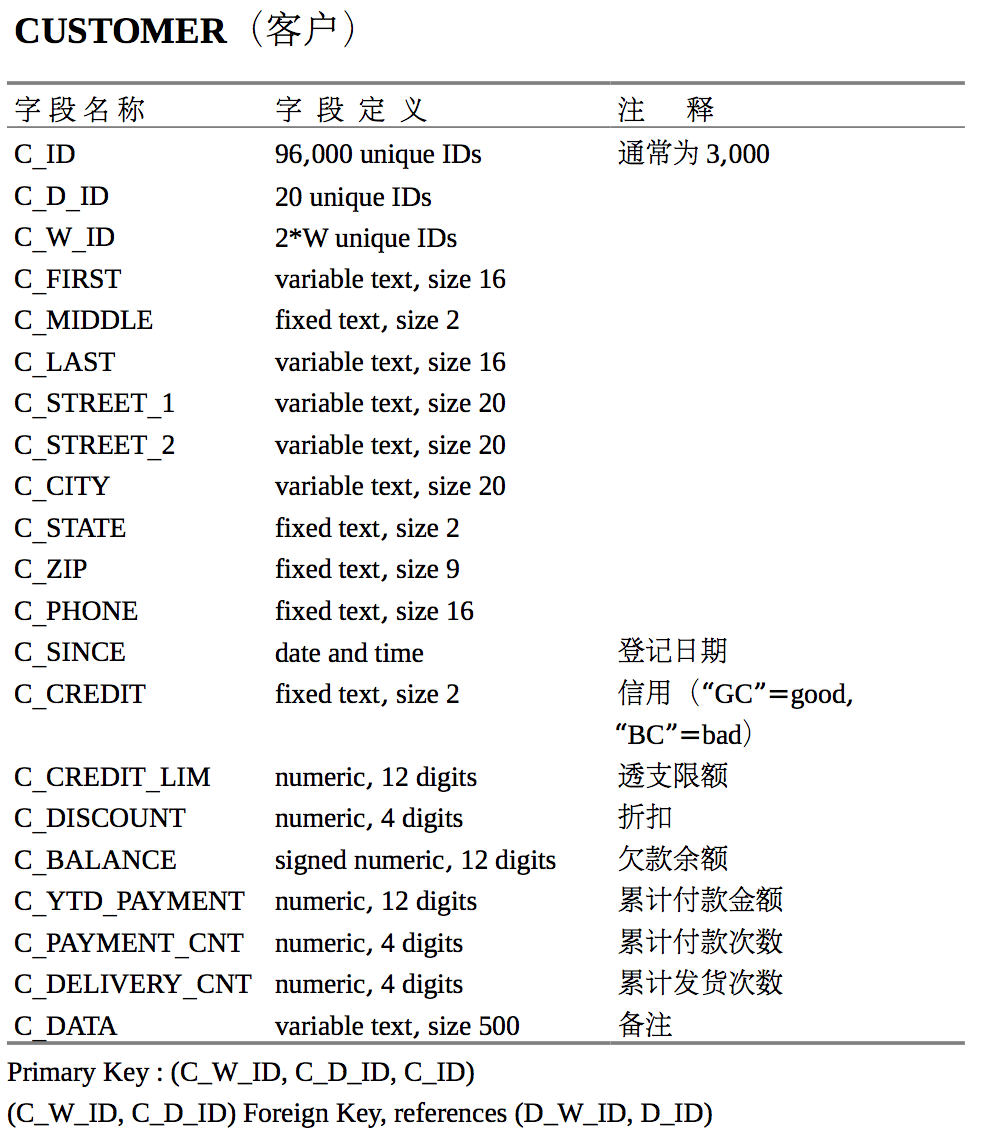 CUSTOMER（客户）
字段名称 字段定义 注 释
C_ID 96,000 unique IDs 通常为 3,000
C_D_ID 20 unique IDs
C_W_ID 2*W unique IDs
C_FIRST variable text, size 16
C_MIDDLE fixed text, size 2
C_LAST variable text, size 16
C_STREET_1 variable text, size 20
C_STREET_2 variable text, size 20
C_CITY variable text, size 20
C_STATE fixed text, size 2
C_ZIP fixed text, size 9
C_PHONE fixed text, size 16
C_SINCE date and time 登记日期
C_CREDIT fixed text, size 2 信用（“GC”=good,
“BC”=bad）
C_CREDIT_LIM numeric, 12 digits 透支限额
C_DISCOUNT numeric, 4 digits 折扣
C_BALANCE signed numeric, 12 digits 欠款余额
C_YTD_PAYMENT numeric, 12 digits 累计付款金额
C_PAYMENT_CNT numeric, 4 digits 累计付款次数
C_DELIVERY_CNT numeric, 4 digits 累计发货次数
C_DATA variable text, size 500 备注
Primary Key : (C_W_ID, C_D_ID, C_ID)
(C_W_ID, C_D_ID) Foreign Key, references (D_W_ID, D_ID)